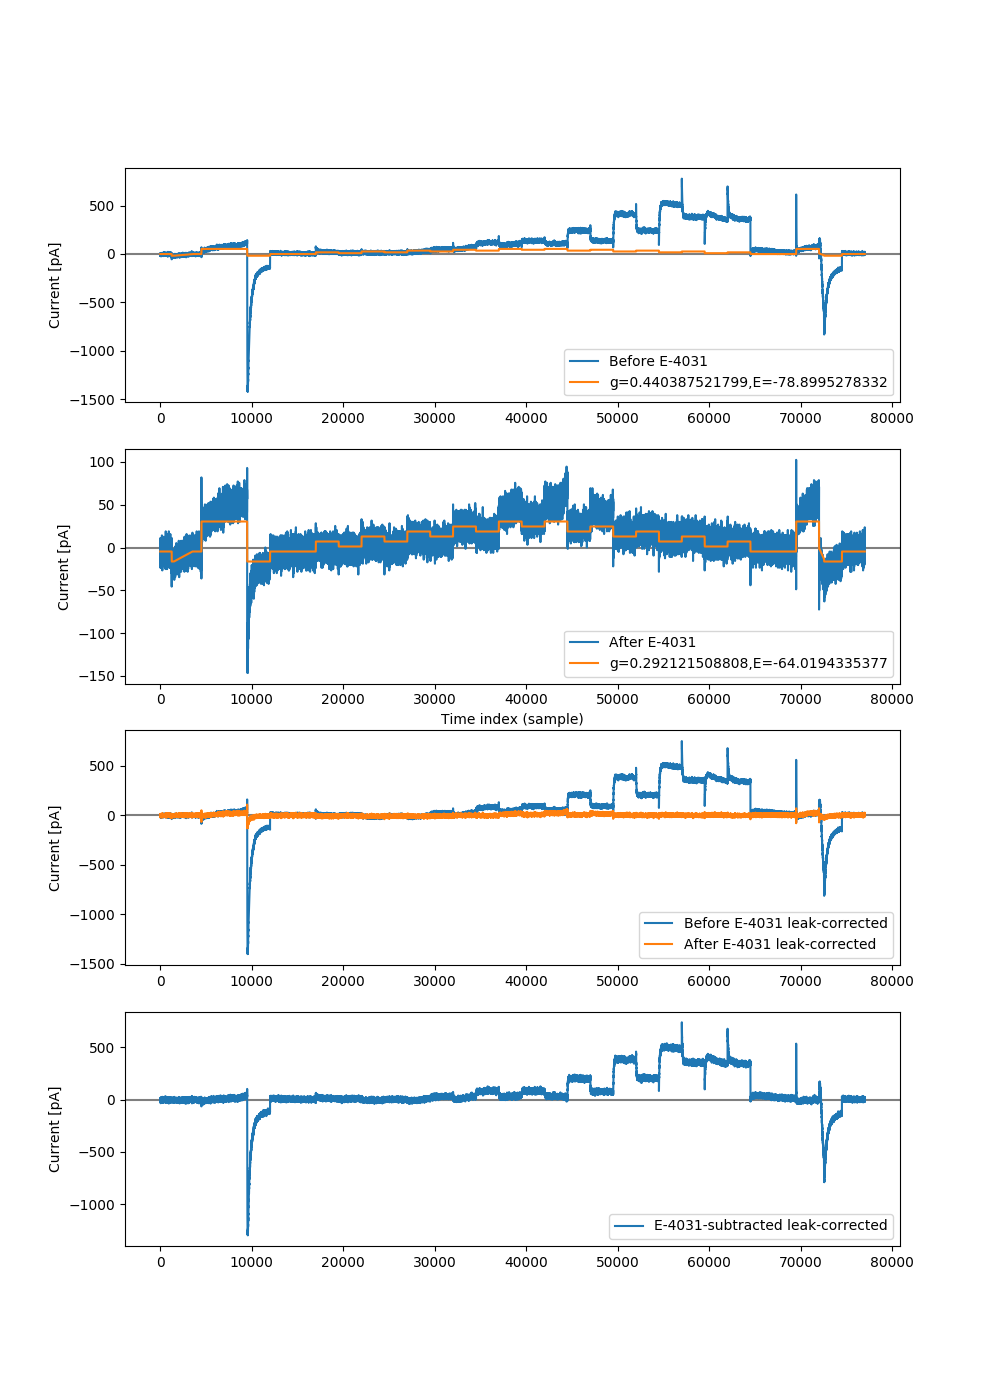 500
0
−500
−1000
−1500
Current [pA]
Before E-4031
g=0.440387521799,E=-78.8995278332
0 10000 20000 30000 40000 50000 60000 70000 80000
100
50
0
−50
−100
−150
Current [pA]
After E-4031
g=0.292121508808,E=-64.0194335377
0 10000 20000 30000 40000 50000 60000 70000 80000
Time index (sample)
500
0
−500
−1000
−1500
Current [pA]
Before E-4031 leak-corrected
After E-4031 leak-corrected
0 10000 20000 30000 40000 50000 60000 70000 80000
500
0
−500
−1000
Current [pA]
E-4031-subtracted leak-corrected
0 10000 20000 30000 40000 50000 60000 70000 80000